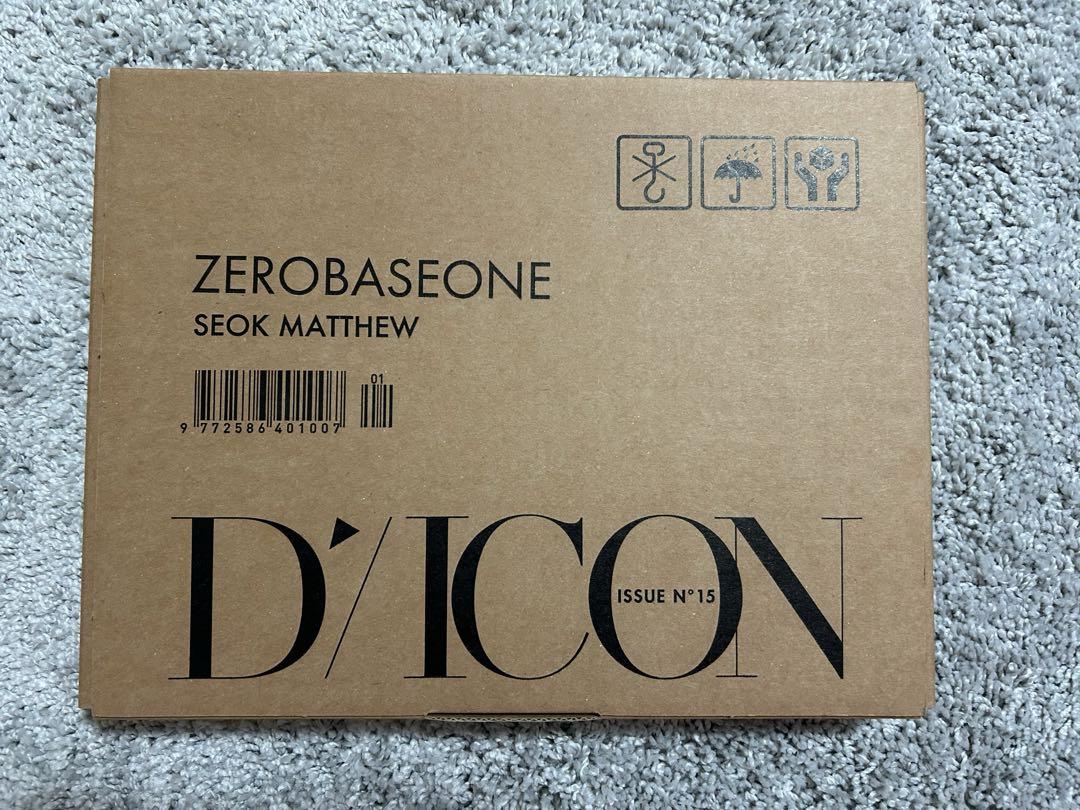 ZEROBASEONE
SEOK MATTHEW
01
9 772586 401007
D'/ICON
ISSUE N°15